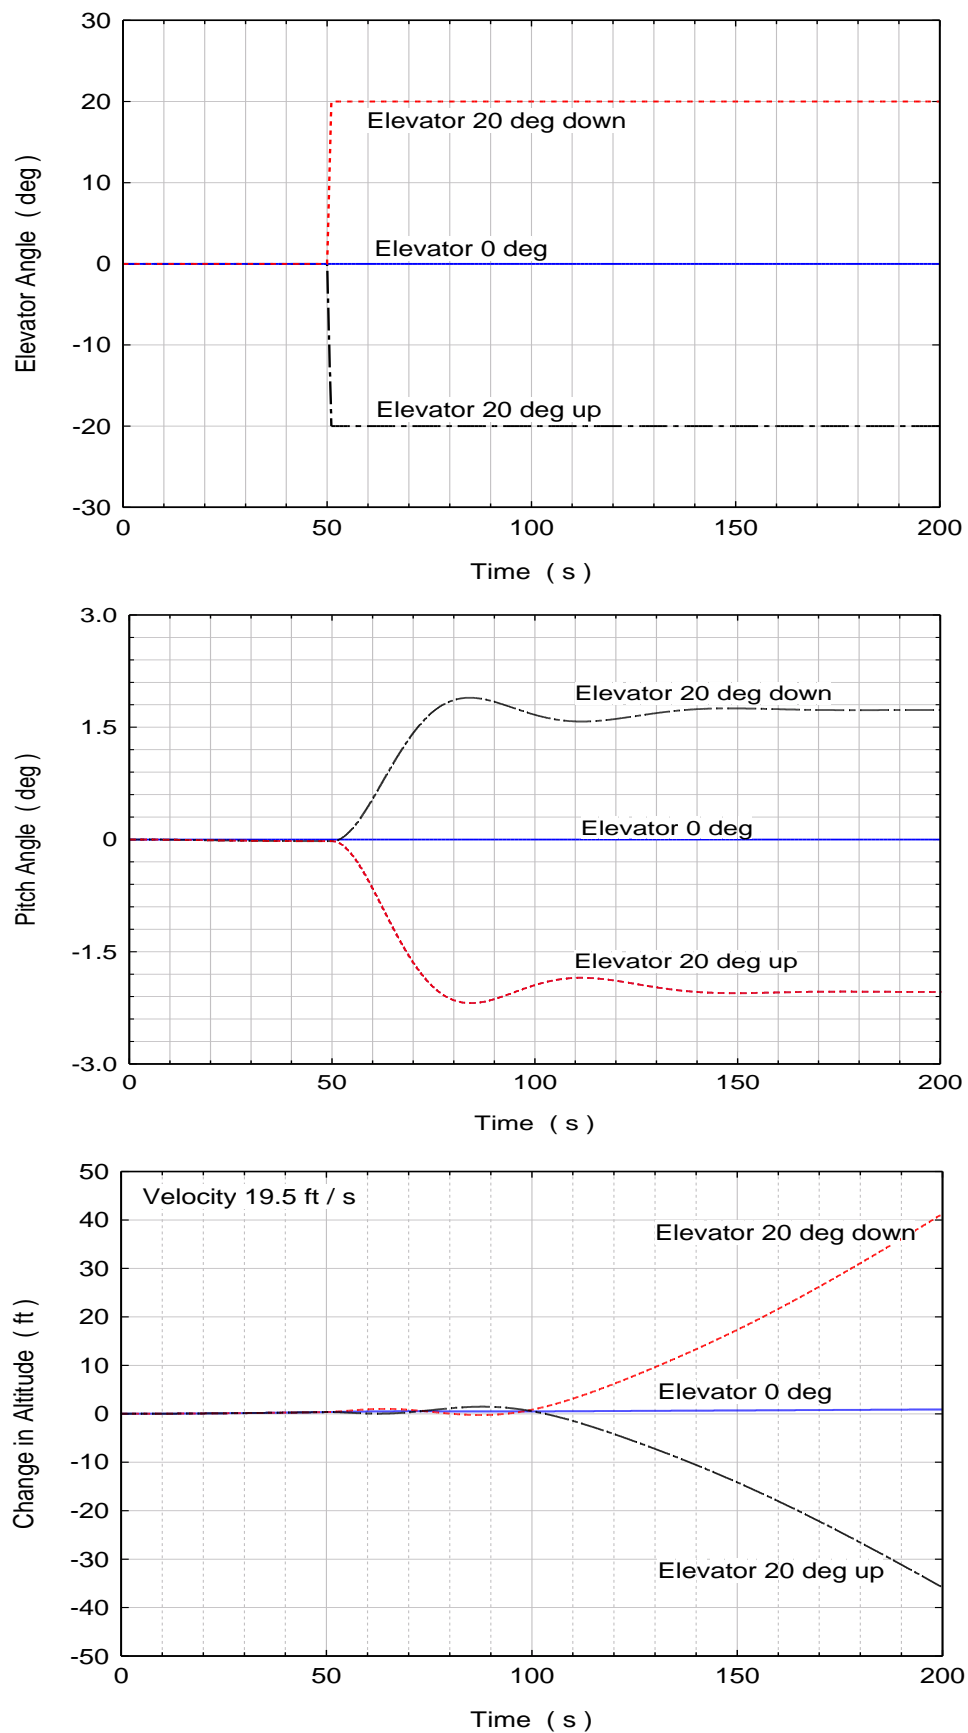 30
20
Elevator 20 deg down
10
Elevator 0 deg
0
-10
Elevator 20 deg up
-20
-30
0 50 100 150 200
Time ( s )
Elevator Angle ( deg )
3.0
Elevator 20 deg down
1.5
Elevator 0 deg
0
-1.5
Elevator 20 deg up
-3.0
0 50 100 150 200
Time ( s )
Pitch Angle ( deg )
50
Velocity 19.5 ft / s
40
Elevator 20 deg down
30
20
10
Elevator 0 deg
0
-10
-20
-30
Elevator 20 deg up
-40
-50
0 50 100 150 200
Time ( s )
Change in Altitude ( ft )